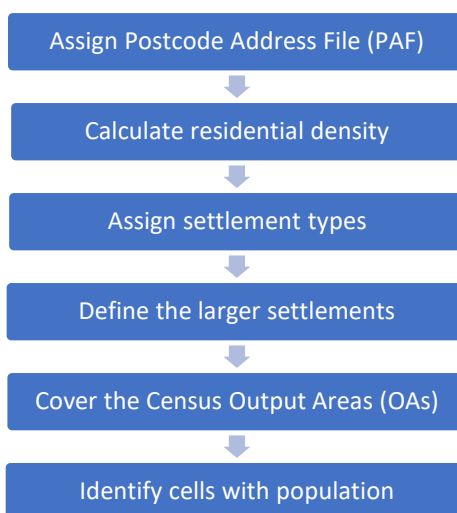 Assign Postcode Address File (PAF)
Calculate residential density
Assign settlement types
Define the larger settlements
Cover the Census Output Areas (OAs)
Identify cells with population